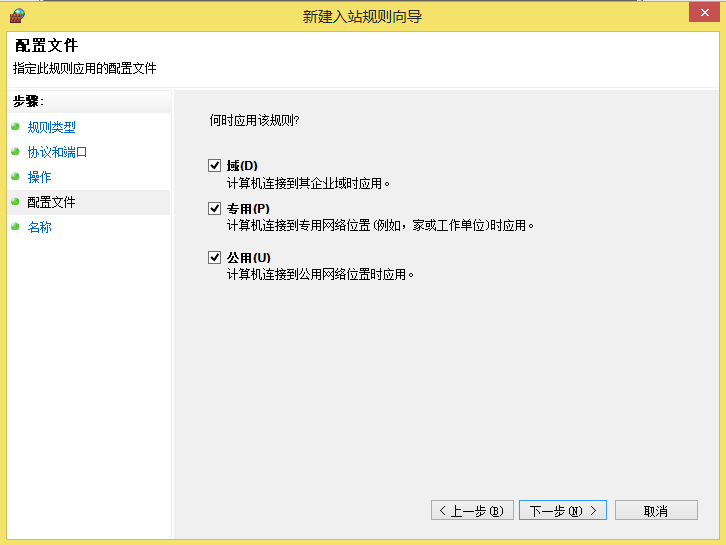 新建入站规则向导
配置文件
指定此规则应用的配置文件
步骤:
规则类型
协议和端口
操作
配置文件
名称
何时应用该规则?
域(D)
计算机连接到其企业域时应用。
专用(P)
计算机连接到专用网络位置(例如，家或工作单位)时应用。
公用(U)
计算机连接到公用网络位置时应用。
< 上一步(B)
下一步(N) >
取消